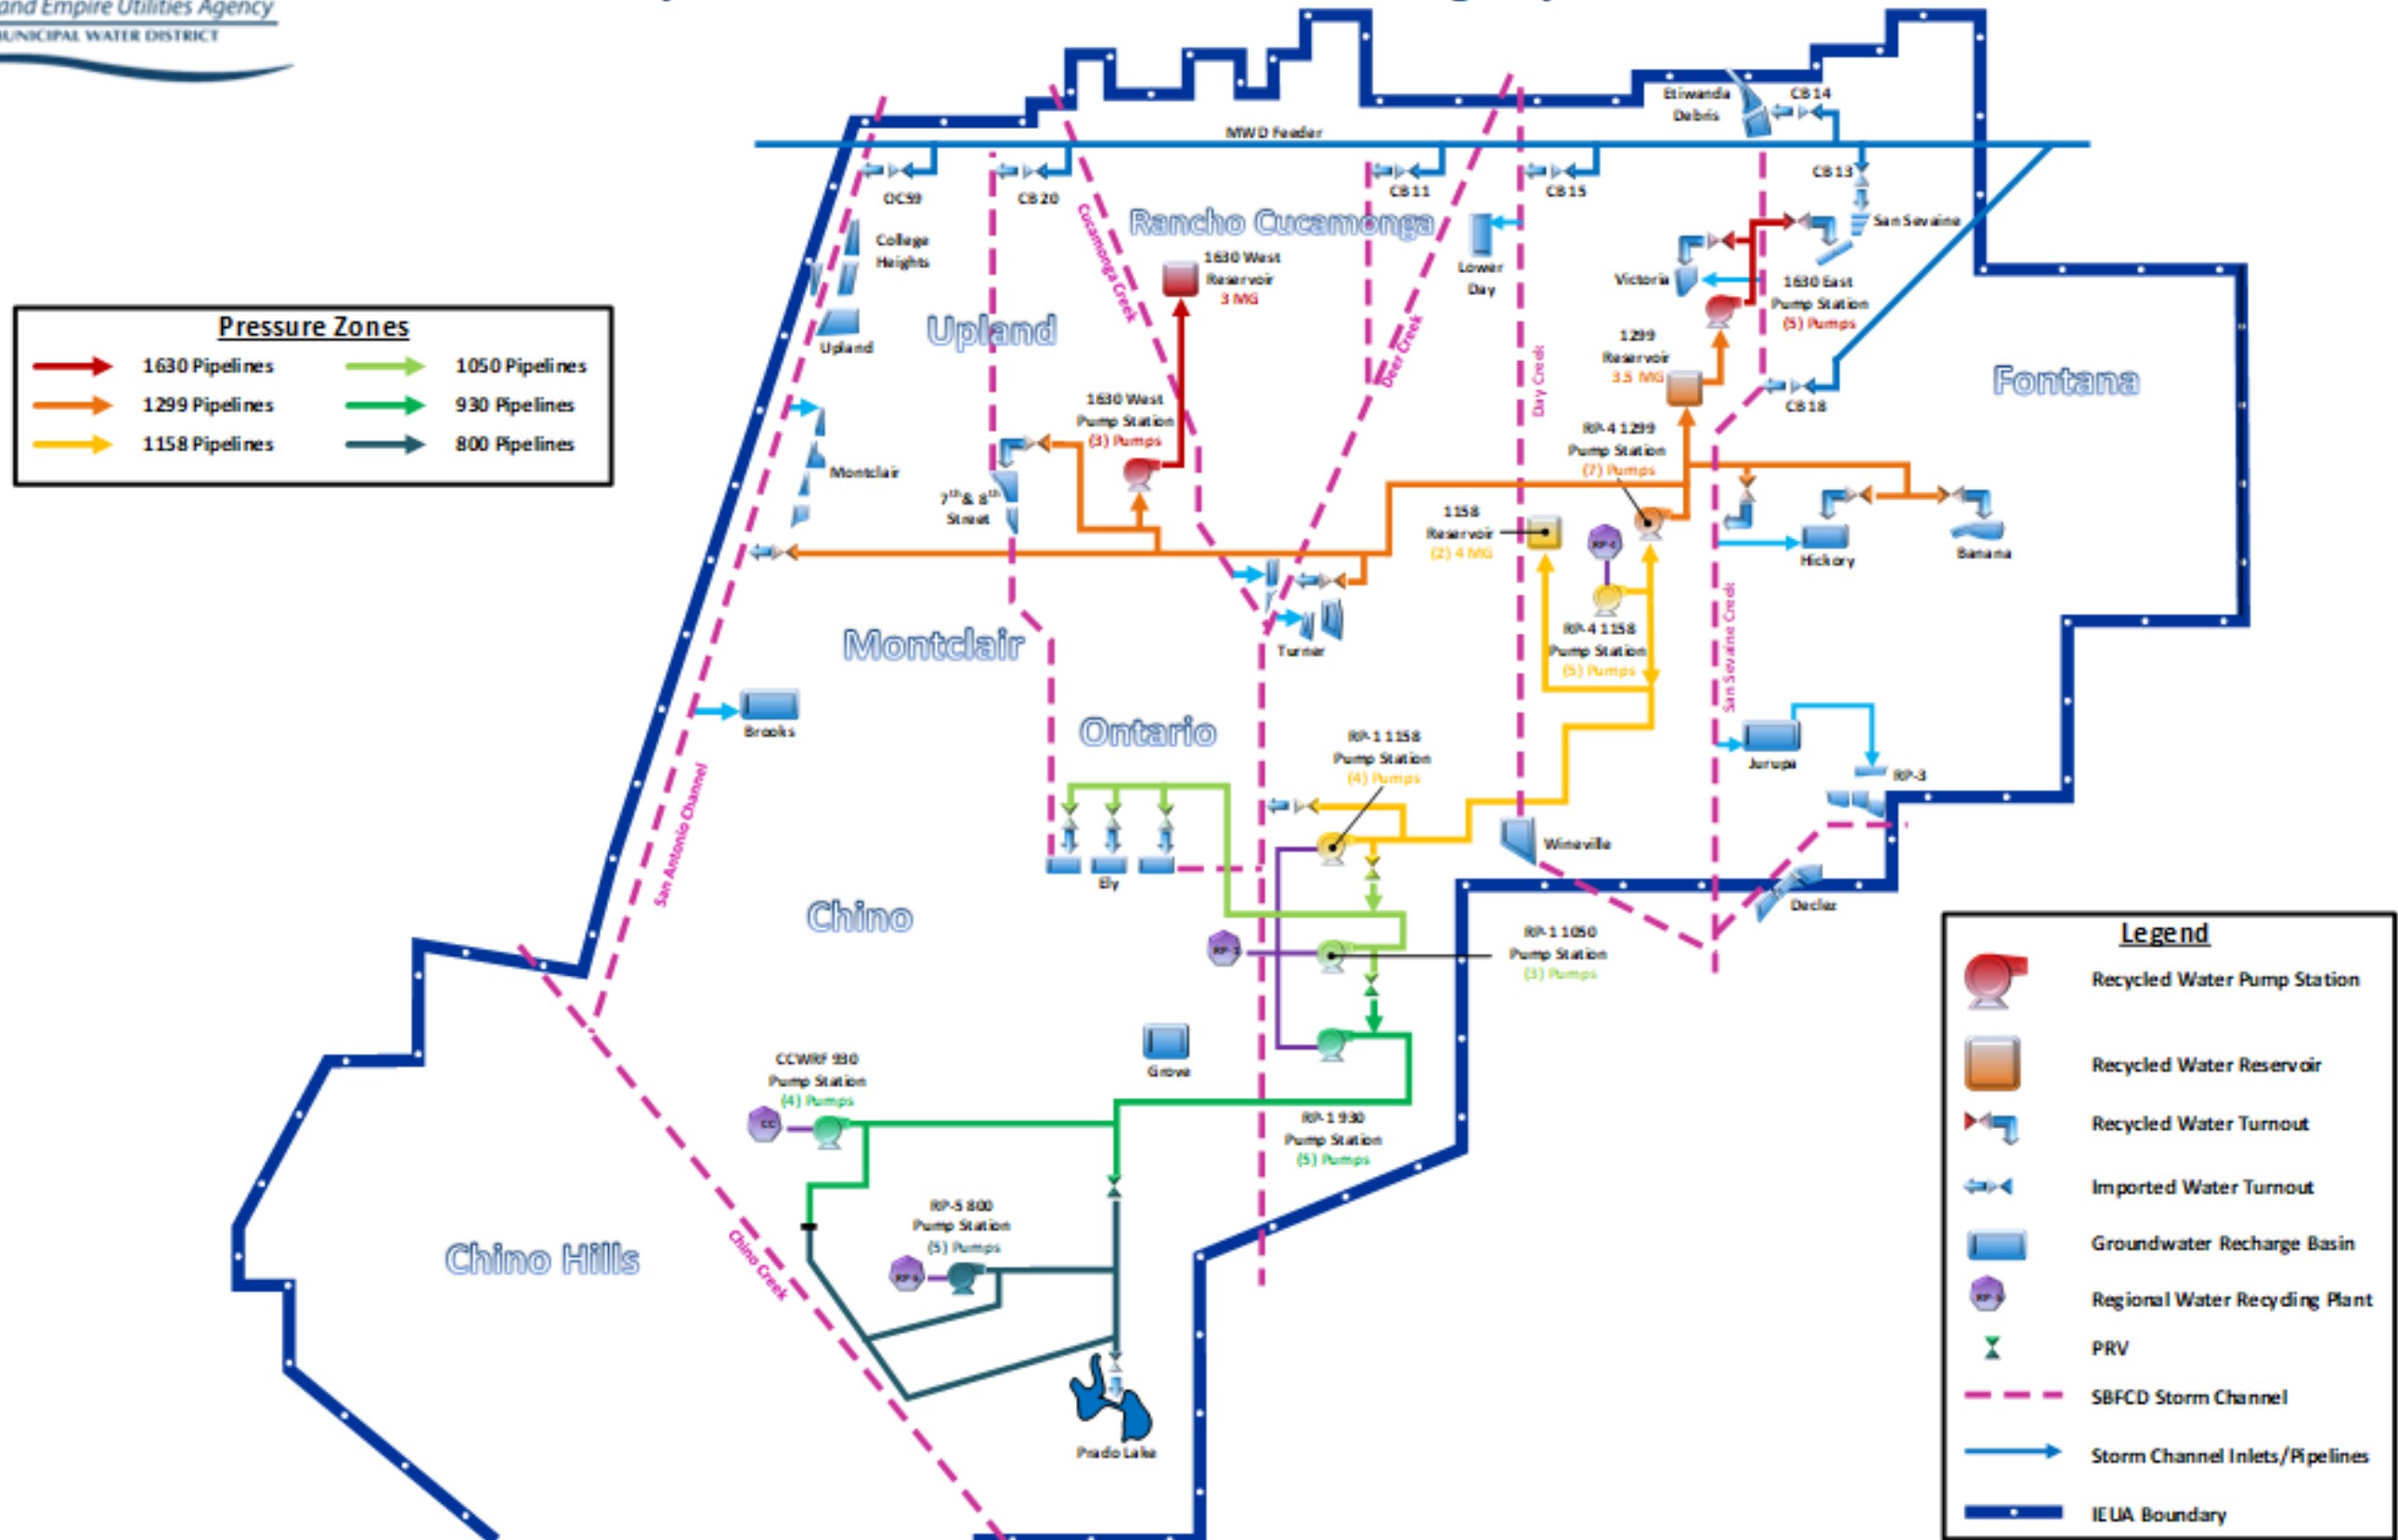 and Empire Utilities Agency
MUNICIPAL WATER DISTRICT
Etiwanda
Debris
CB 14
MWD Feeder
OC59
CB 20
CB 11
CB 15
CB 13
San Sevaine
College
Heights
Cucamonga Creek
Rancho Cucamonga
1630 West
Reservoir
3 MG
Lower
Day
Victoria
1630 East
Pump Station
(5) Pumps
Upland
Upland
Deer Creek
Day Creek
1299
Reservoir
3.5 MG
CB 18
Fontana
Pressure Zones
1630 Pipelines
1050 Pipelines
1299 Pipelines
930 Pipelines
1158 Pipelines
800 Pipelines
1630 West
Pump Station
(3) Pumps
RP-4 1299
Pump Station
(7) Pumps
Montclair
7th & 8th
Street
1158
Reservoir
(2) 4 MG
RP-4
Hickory
Banana
San Sevaine Creek
RP-4 1158
Pump Station
(5) Pumps
Turner
Montclair
Brooks
Ontario
RP-1 1158
Pump Station
(4) Pumps
Jurupa
RP-3
San Antonio Channel
Ely
Wineville
Declez
Chino
RP-1
RP-1 1050
Pump Station
(3) Pumps
Grove
CCWRF 930
Pump Station
(4) Pumps
CC
RP-1 930
Pump Station
(5) Pumps
RP-5 800
Pump Station
(5) Pumps
RP-5
Chino Hills
Chino Creek
Prado Lake
Legend
Recycled Water Pump Station
Recycled Water Reservoir
Recycled Water Turnout
Imported Water Turnout
Groundwater Recharge Basin
RP-1
Regional Water Recycling Plant
PRV
SBFCD Storm Channel
Storm Channel Inlets/Pipelines
IEUA Boundary